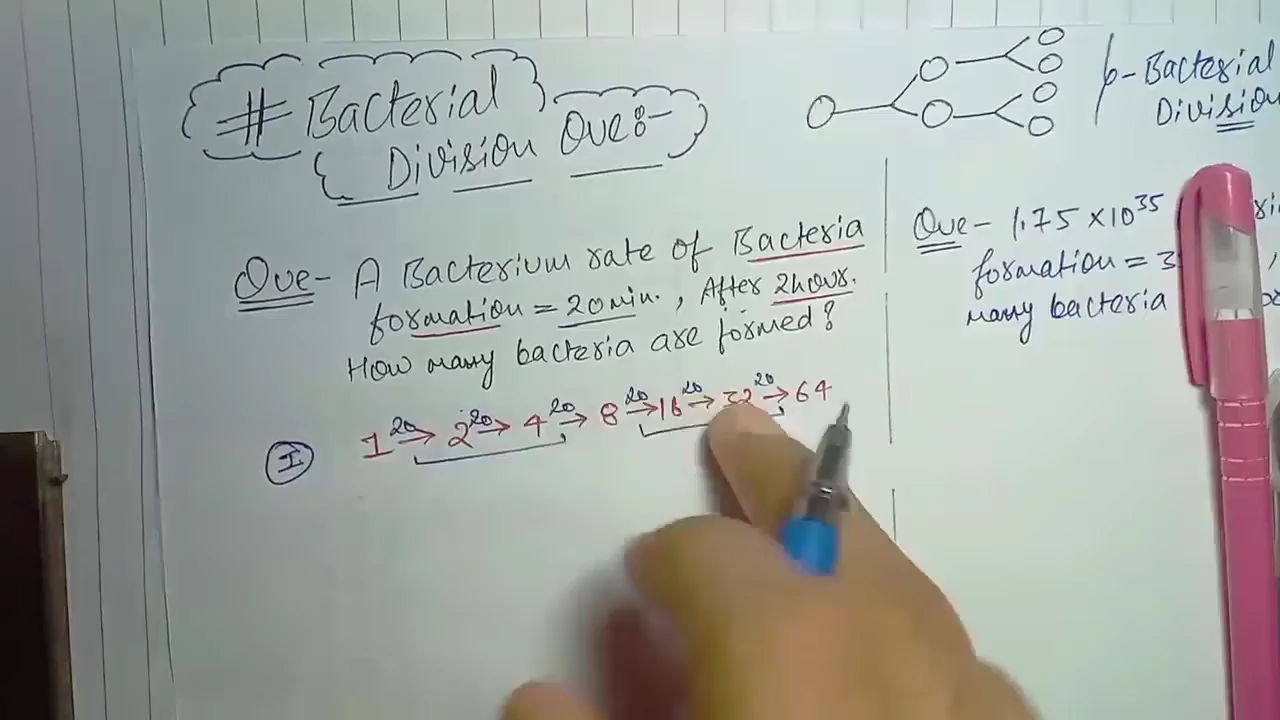 # Bacterial
Division Que:-
β-Bacterial
Division
Que- A Bacterium rate of Bacteria
formation = 20 min. , After 2 hour.
How many bacteria are formed?
I 1 20→ 2 20→ 4 20→ 8 20→ 16 20→ 32 20→ 64
Que- 1.75 ×10³⁵
formation = 3
many bacteria